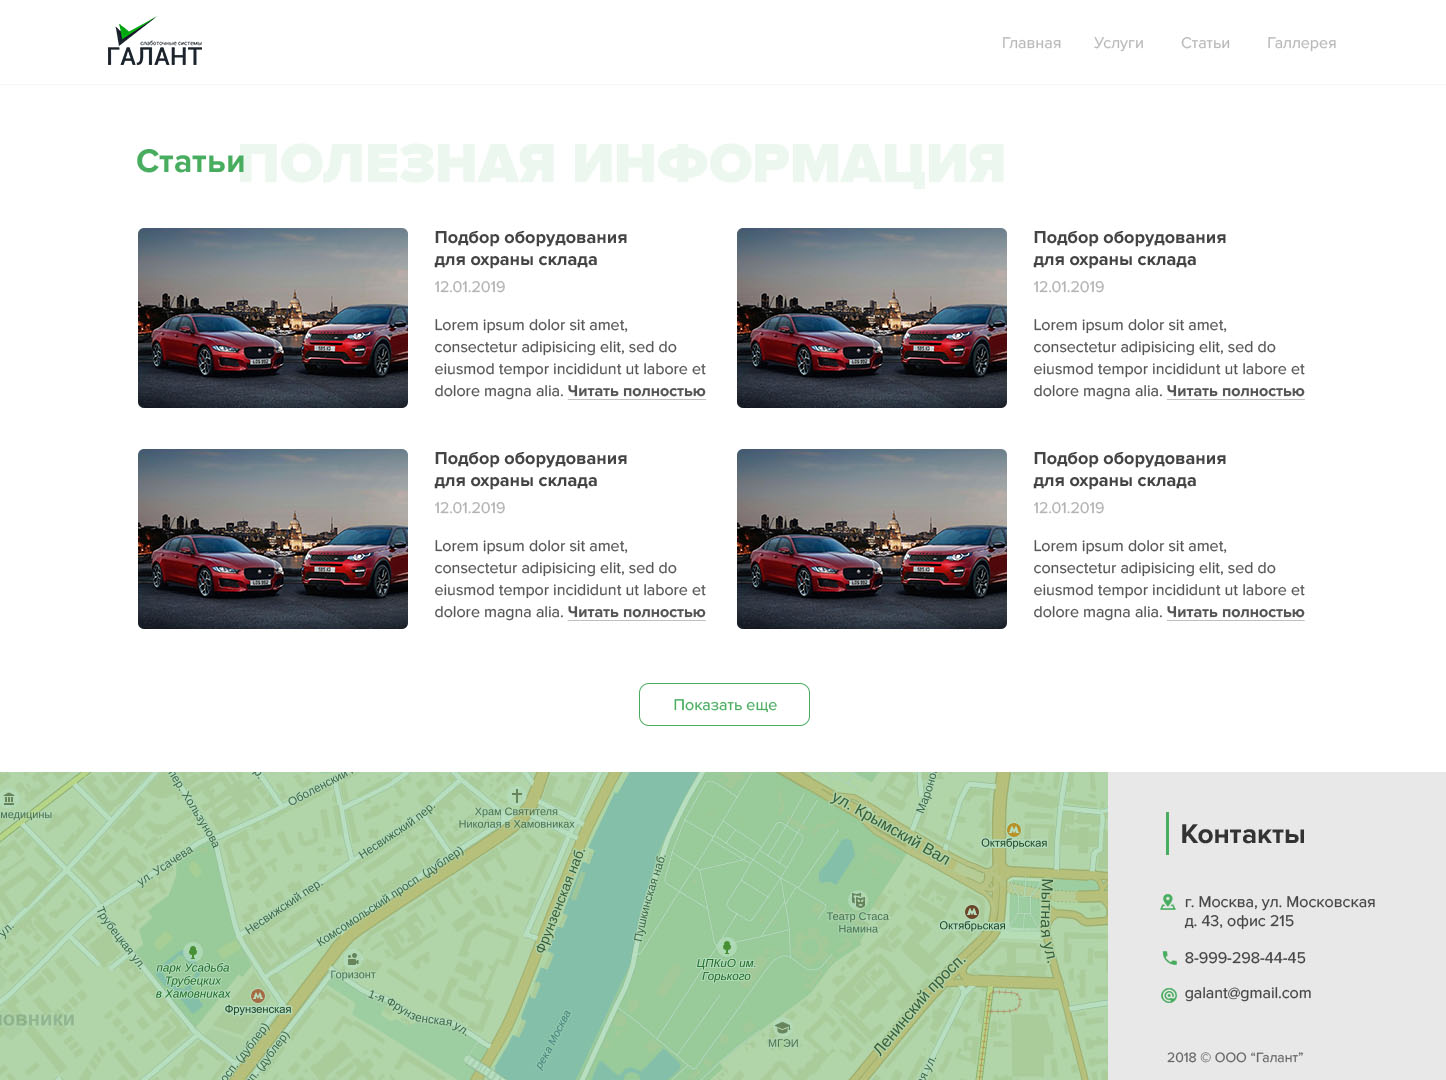 слаботочные системы
ГАЛАНТ
Главная
Услуги
Статьи
Галлерея
Статьи
ПОЛЕЗНАЯ ИНФОРМАЦИЯ
Подбор оборудования
для охраны склада
12.01.2019
Lorem ipsum dolor sit amet,
consectetur adipisicing elit, sed do
eiusmod tempor incididunt ut labore et
dolore magna alia. Читать полностью
Подбор оборудования
для охраны склада
12.01.2019
Lorem ipsum dolor sit amet,
consectetur adipisicing elit, sed do
eiusmod tempor incididunt ut labore et
dolore magna alia. Читать полностью
Подбор оборудования
для охраны склада
12.01.2019
Lorem ipsum dolor sit amet,
consectetur adipisicing elit, sed do
eiusmod tempor incididunt ut labore et
dolore magna alia. Читать полностью
Подбор оборудования
для охраны склада
12.01.2019
Lorem ipsum dolor sit amet,
consectetur adipisicing elit, sed do
eiusmod tempor incididunt ut labore et
dolore magna alia. Читать полностью
Показать еще
медицины
пер. Хользунова
Оболенский
Несвижский пер.
Храм Святителя
Николая в Хамовниках
ул. Усачева
ул.
Трубецкая ул.
Несвижский пер.
Комсомольский просп. (дублер)
Фрунзенская наб.
Пушкинская наб.
ул. Крымский Вал
М
Октябрьская
М
Октябрьская
Мытная ул.
Театр Стаса
Намина
ЦПКиО им.
Горького
парк Усадьба
Трубецких
в Хамовниках
М
Фрунзенская
Горизонт
1-я Фрунзенская ул.
река Москва
МГЭИ
Ленинский просп.
ул.
просп. (дублер)
(дублер)
Контакты
г. Москва, ул. Московская
д. 43, офис 215
8-999-298-44-45
galant@gmail.com
2018 © ООО “Галант”